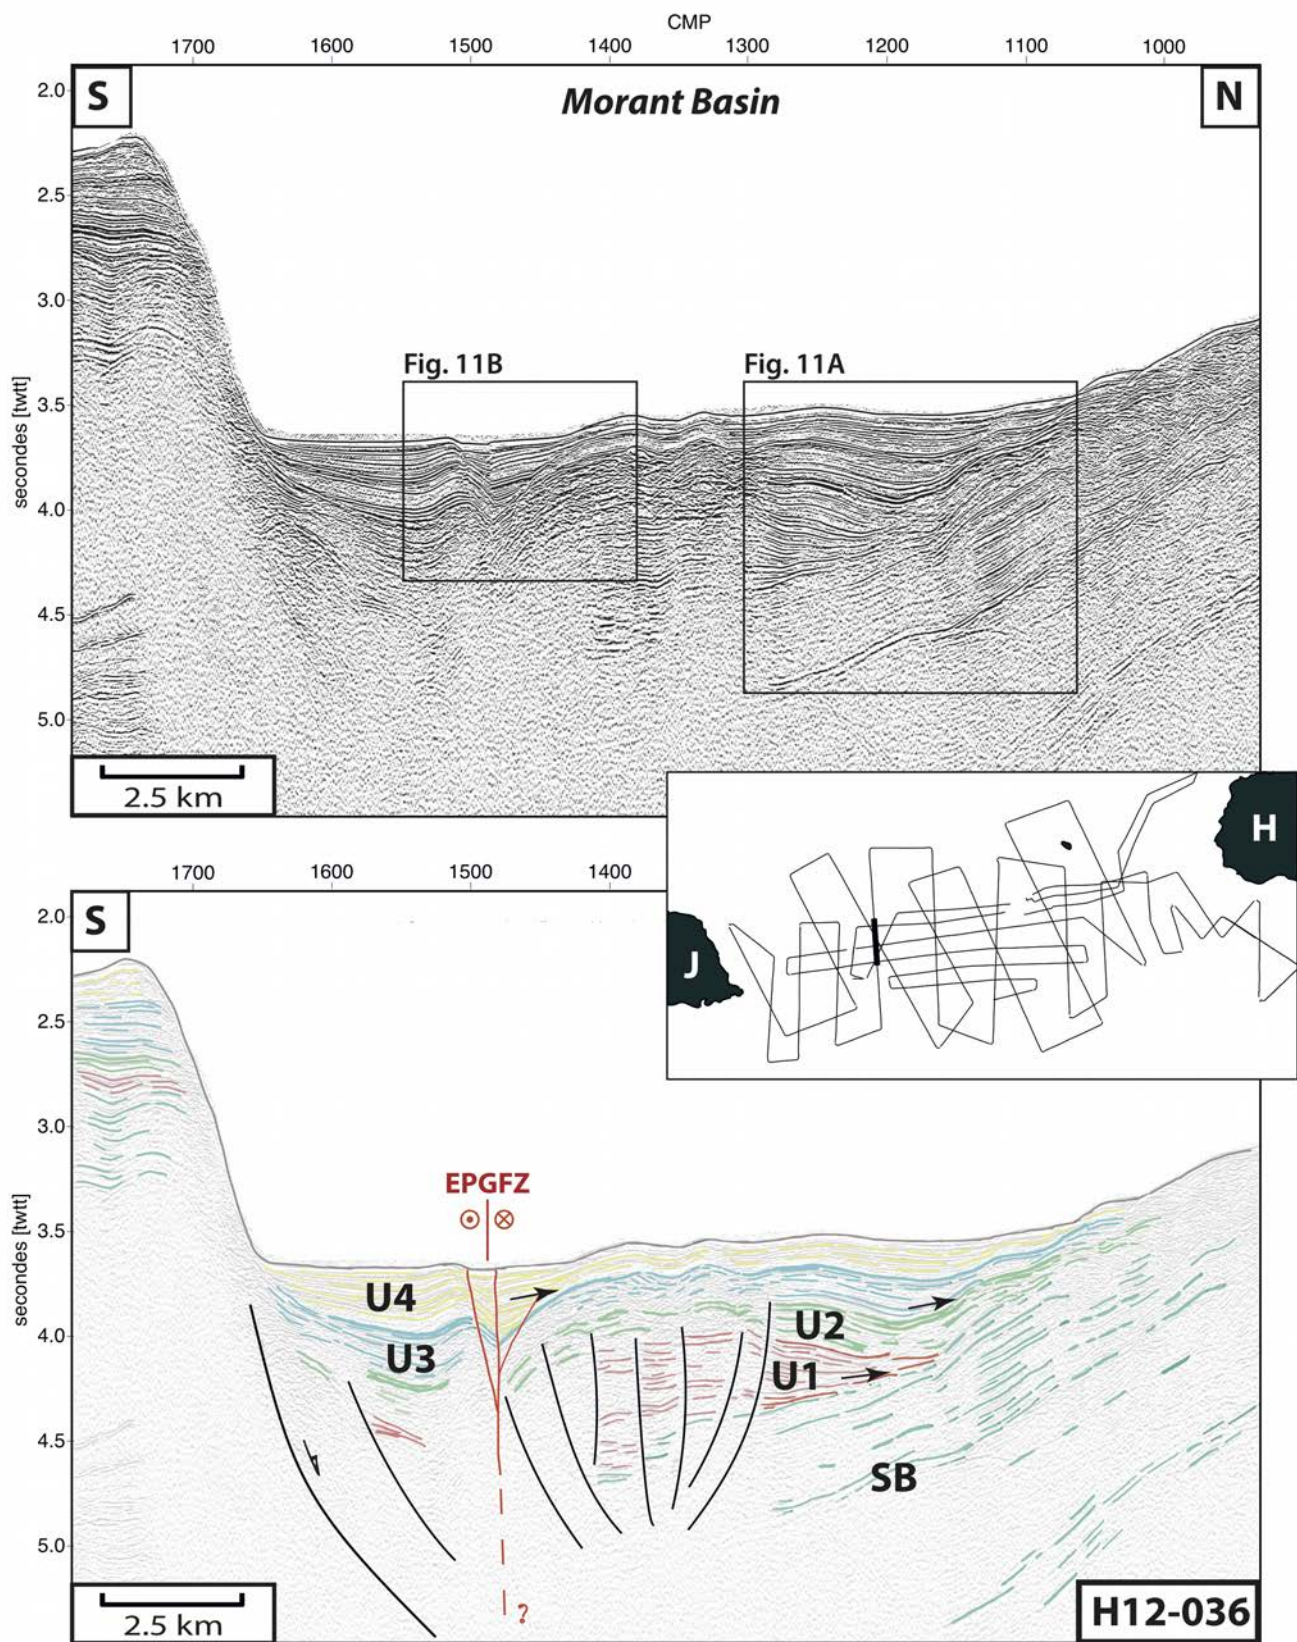 CMP
1700 1600 1500 1400 1300 1200 1100 1000
S Morant Basin N
2.0
2.5
3.0
Fig. 11B Fig. 11A
3.5
secondes [twtt]
4.0
4.5
5.0
2.5 km
H
J
1700 1600 1500 1400
S
2.0
2.5
3.0
EPGFZ
3.5
secondes [twtt]
U4
4.0
U2
U3
U1
4.5
SB
5.0
?
2.5 km
H12-036